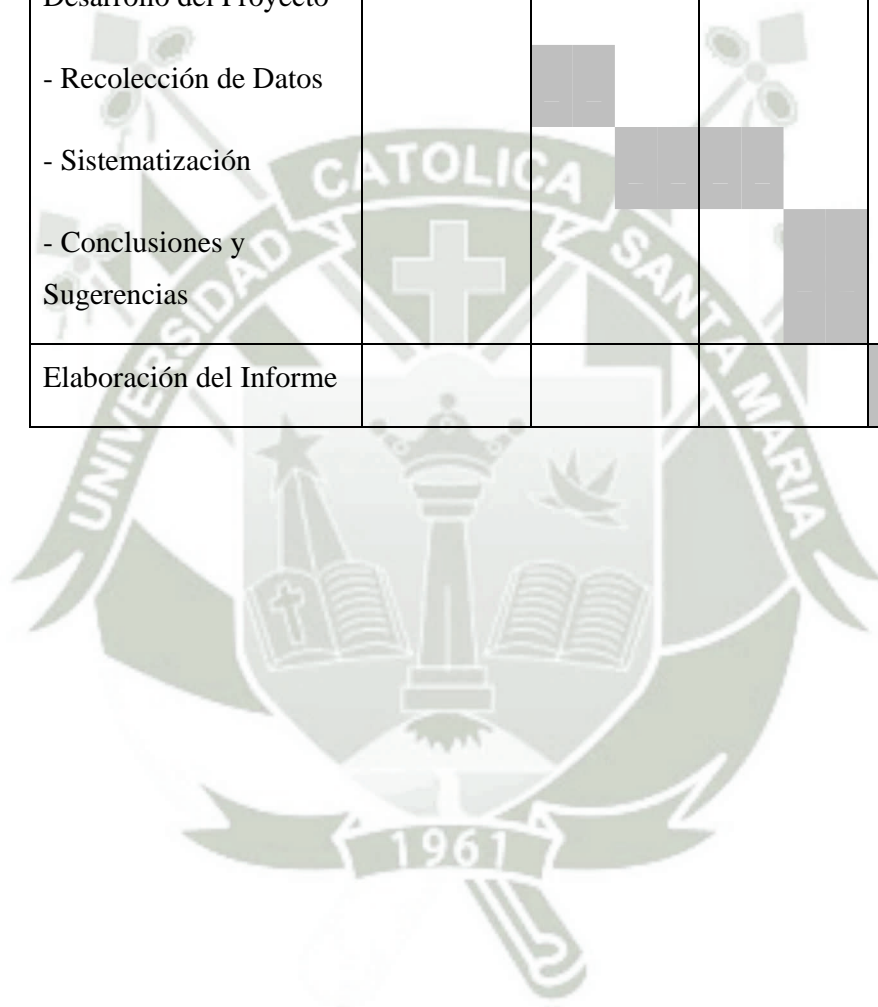 Desarrollo del Proyecto
- Recolección de Datos
- Sistematización
- Conclusiones y
Sugerencias
Elaboración del Informe
UNIVERSIDAD CATOLICA SANTA MARIA
1961